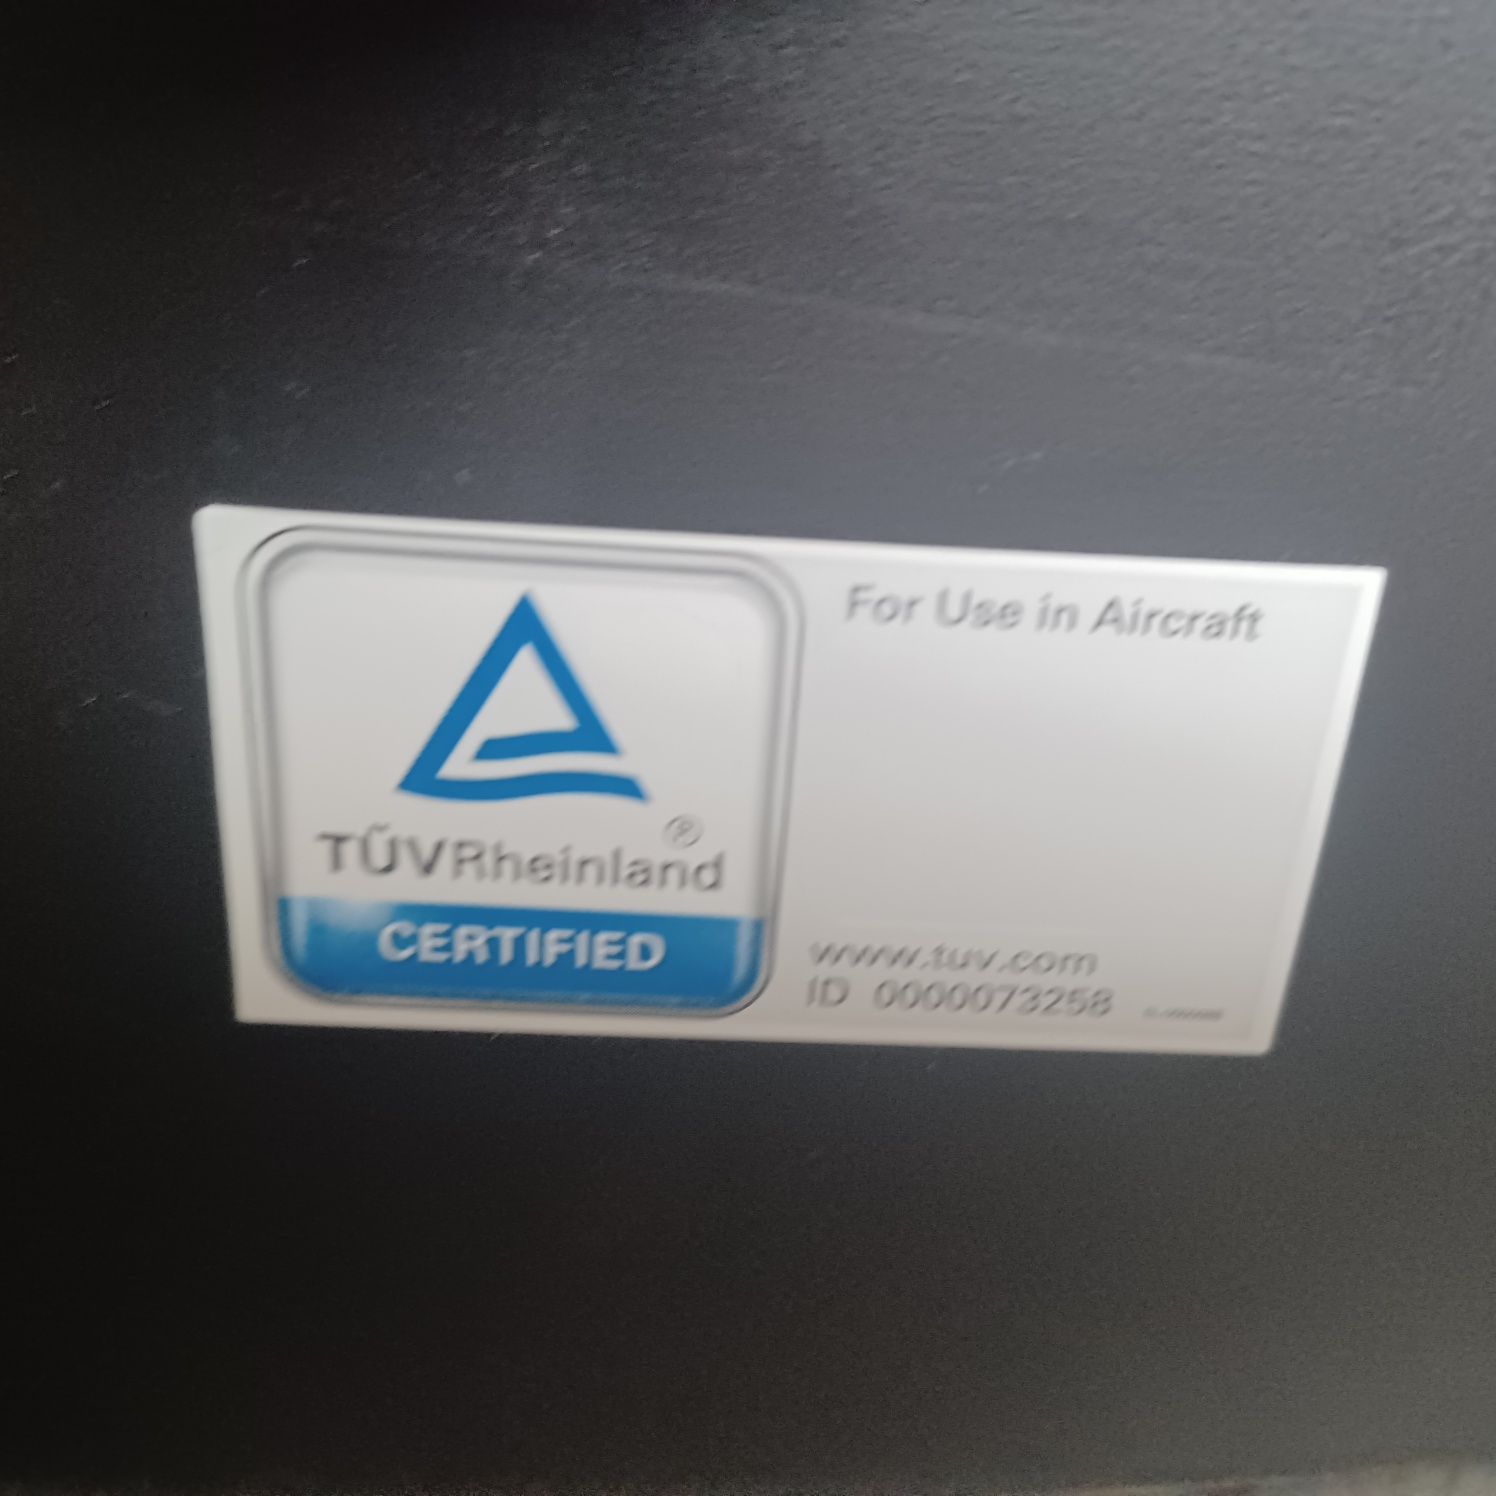 For Use in Aircraft
®
TÜVRheinland
CERTIFIED
www.tuv.com
ID 0000073258